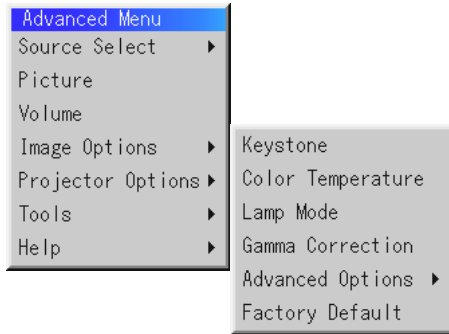 Advanced Menu
Source Select
Picture
Volume
Image Options
Projector Options
Tools
Help
Keystone
Color Temperature
Lamp Mode
Gamma Correction
Advanced Options
Factory Default